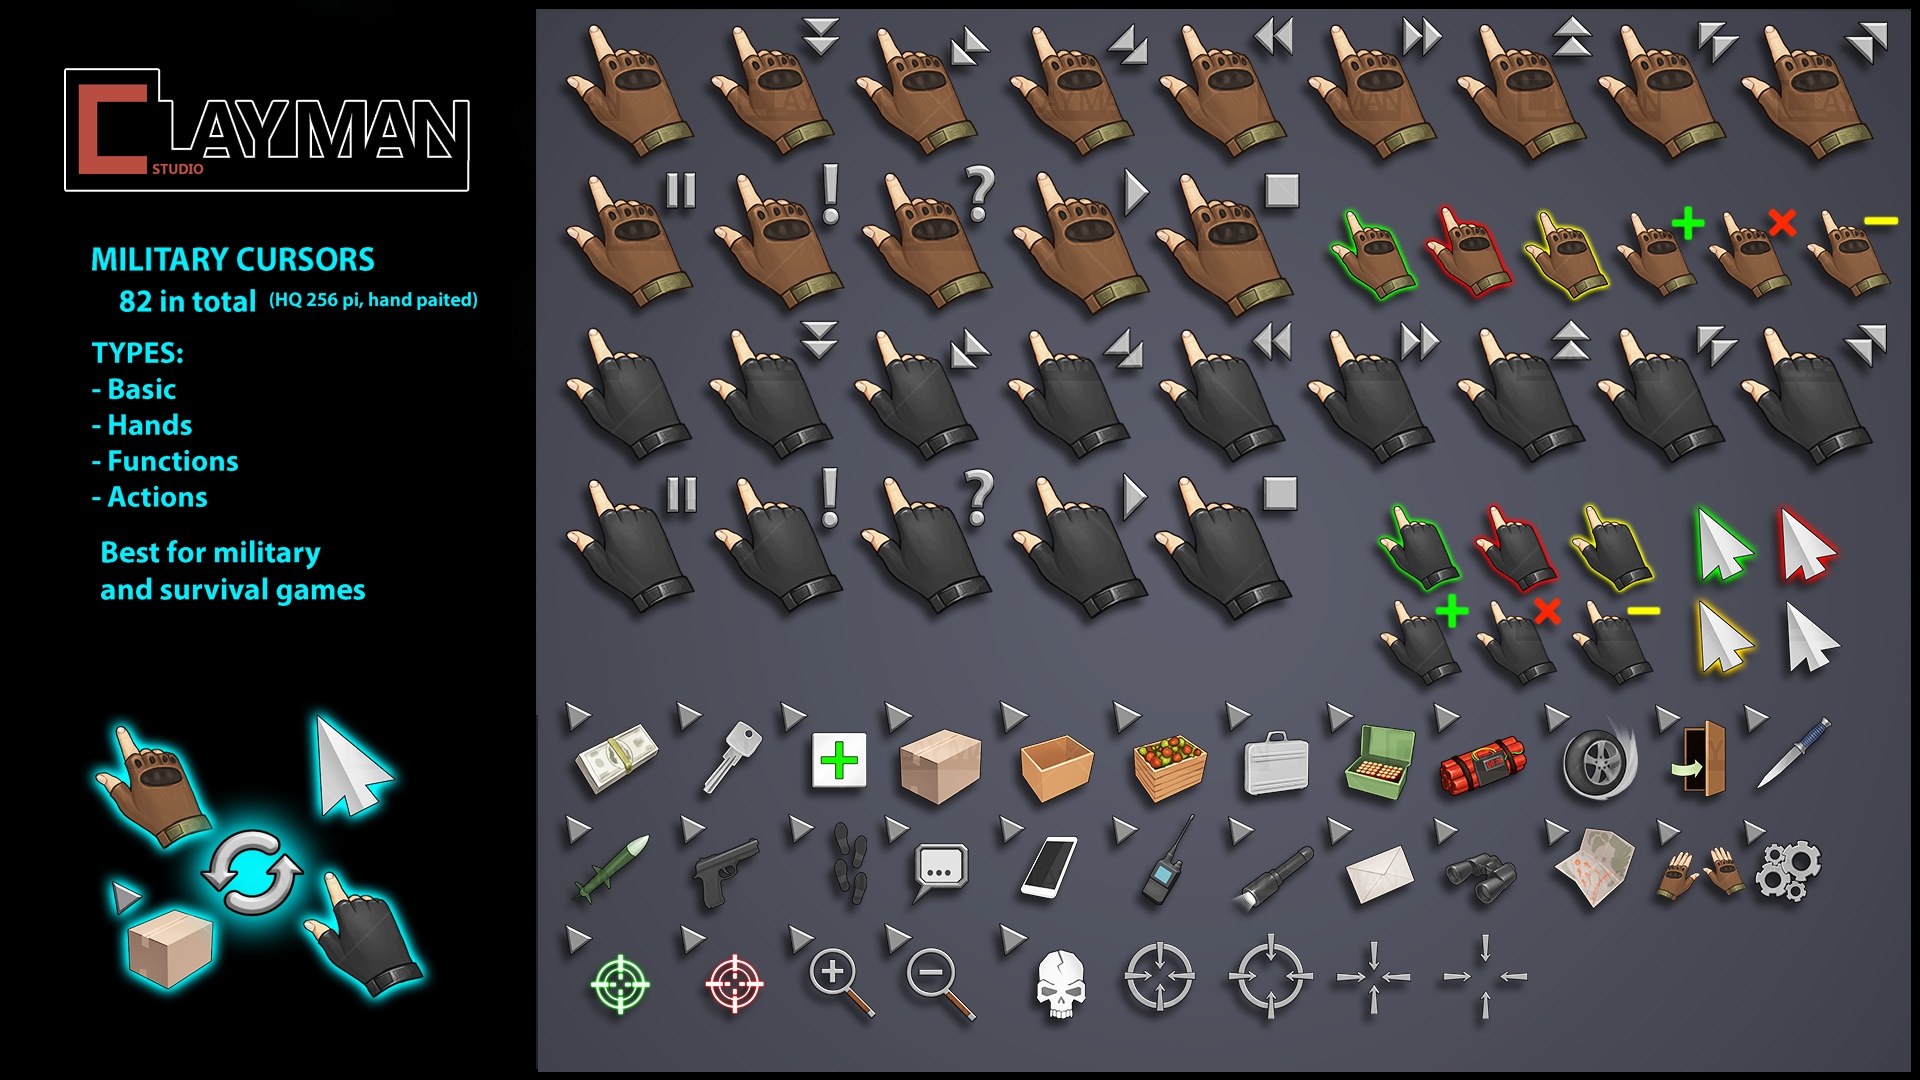 CLAYMAN
STUDIO
MILITARY CURSORS
82 in total (HQ 256 pi, hand paited)
TYPES:
- Basic
- Hands
- Functions
- Actions
Best for military
and survival games